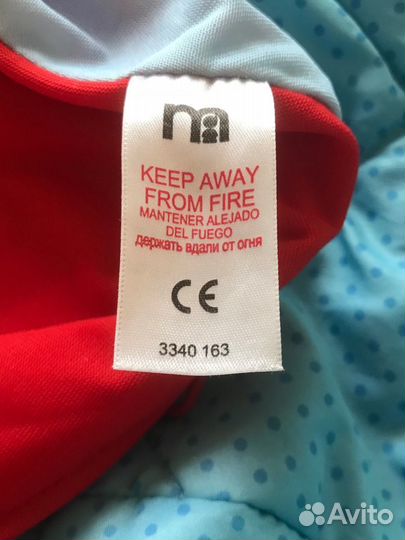 KEEP AWAY
FROM FIRE
MANTENER ALEJADO
DEL FUEGO
держать вдали от огня
CE
3340 163
Avito